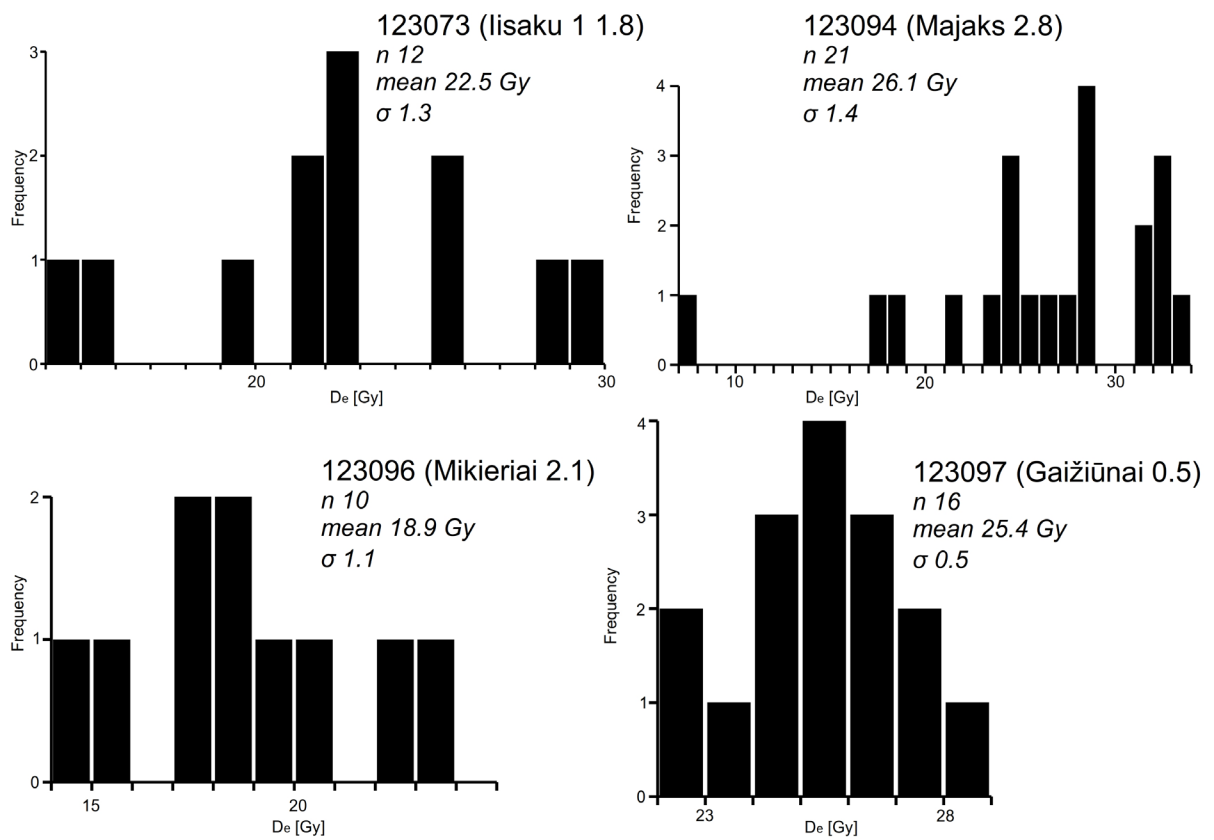 123073 (Iisaku 1 1.8)
n 12
mean 22.5 Gy
σ 1.3
3
2
1
0
Frequency
20
30
De [Gy]
123094 (Majaks 2.8)
n 21
mean 26.1 Gy
σ 1.4
4
3
2
1
0
Frequency
10
20
30
De [Gy]
123096 (Mikieriai 2.1)
n 10
mean 18.9 Gy
σ 1.1
2
1
0
Frequency
15
20
De [Gy]
123097 (Gaižiūnai 0.5)
n 16
mean 25.4 Gy
σ 0.5
4
3
2
1
0
Frequency
23
28
De [Gy]